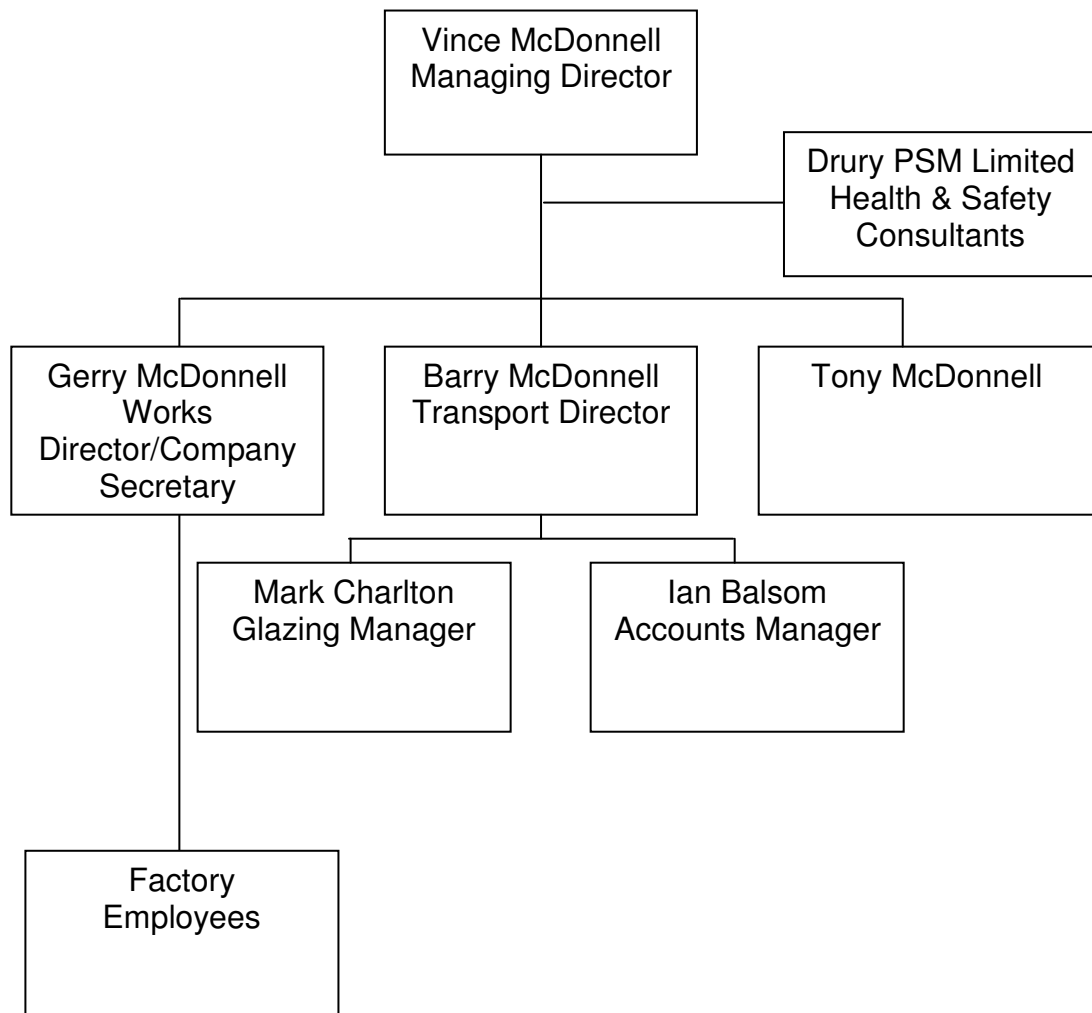 Vince McDonnell
Managing Director
Drury PSM Limited
Health & Safety
Consultants
Gerry McDonnell
Works
Director/Company
Secretary
Barry McDonnell
Transport Director
Tony McDonnell
Mark Charlton
Glazing Manager
Ian Balsom
Accounts Manager
Factory
Employees